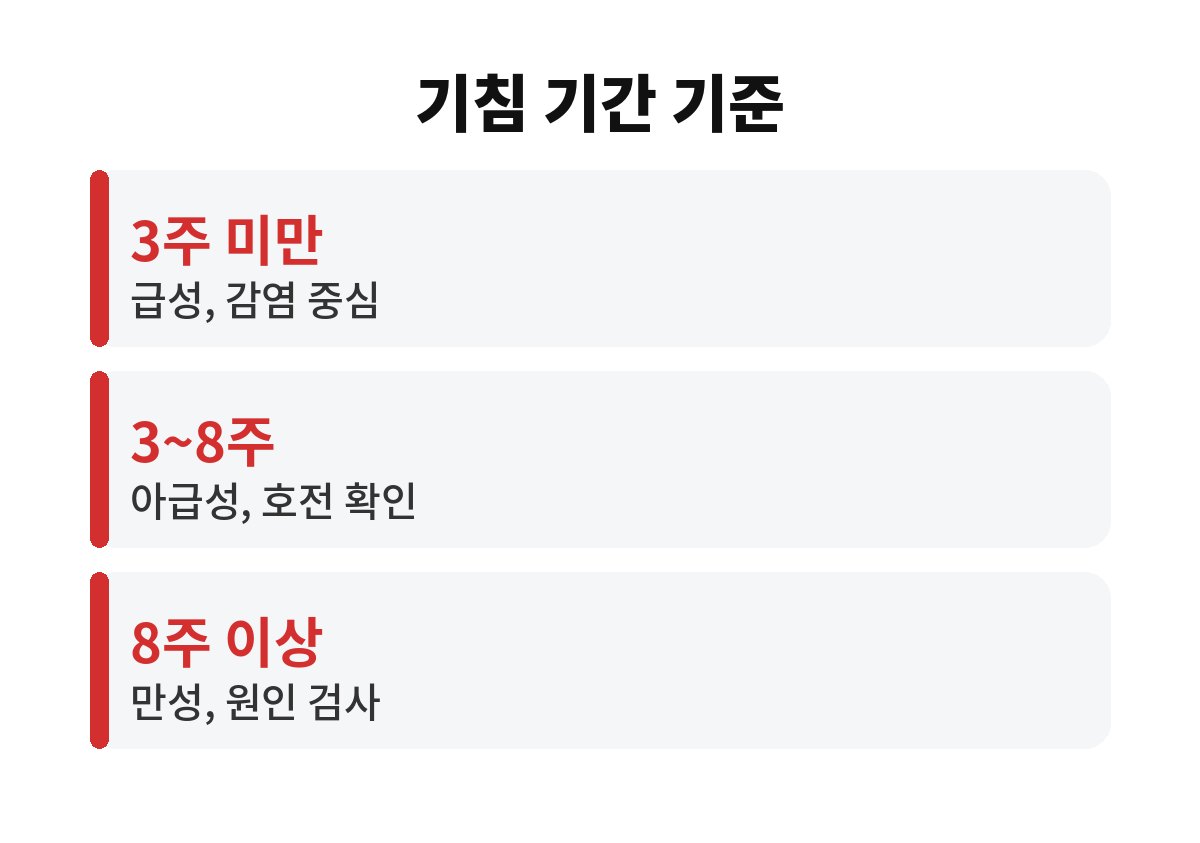 기침 기간 기준
3주 미만
급성, 감염 중심
3~8주
아급성, 호전 확인
8주 이상
만성, 원인 검사